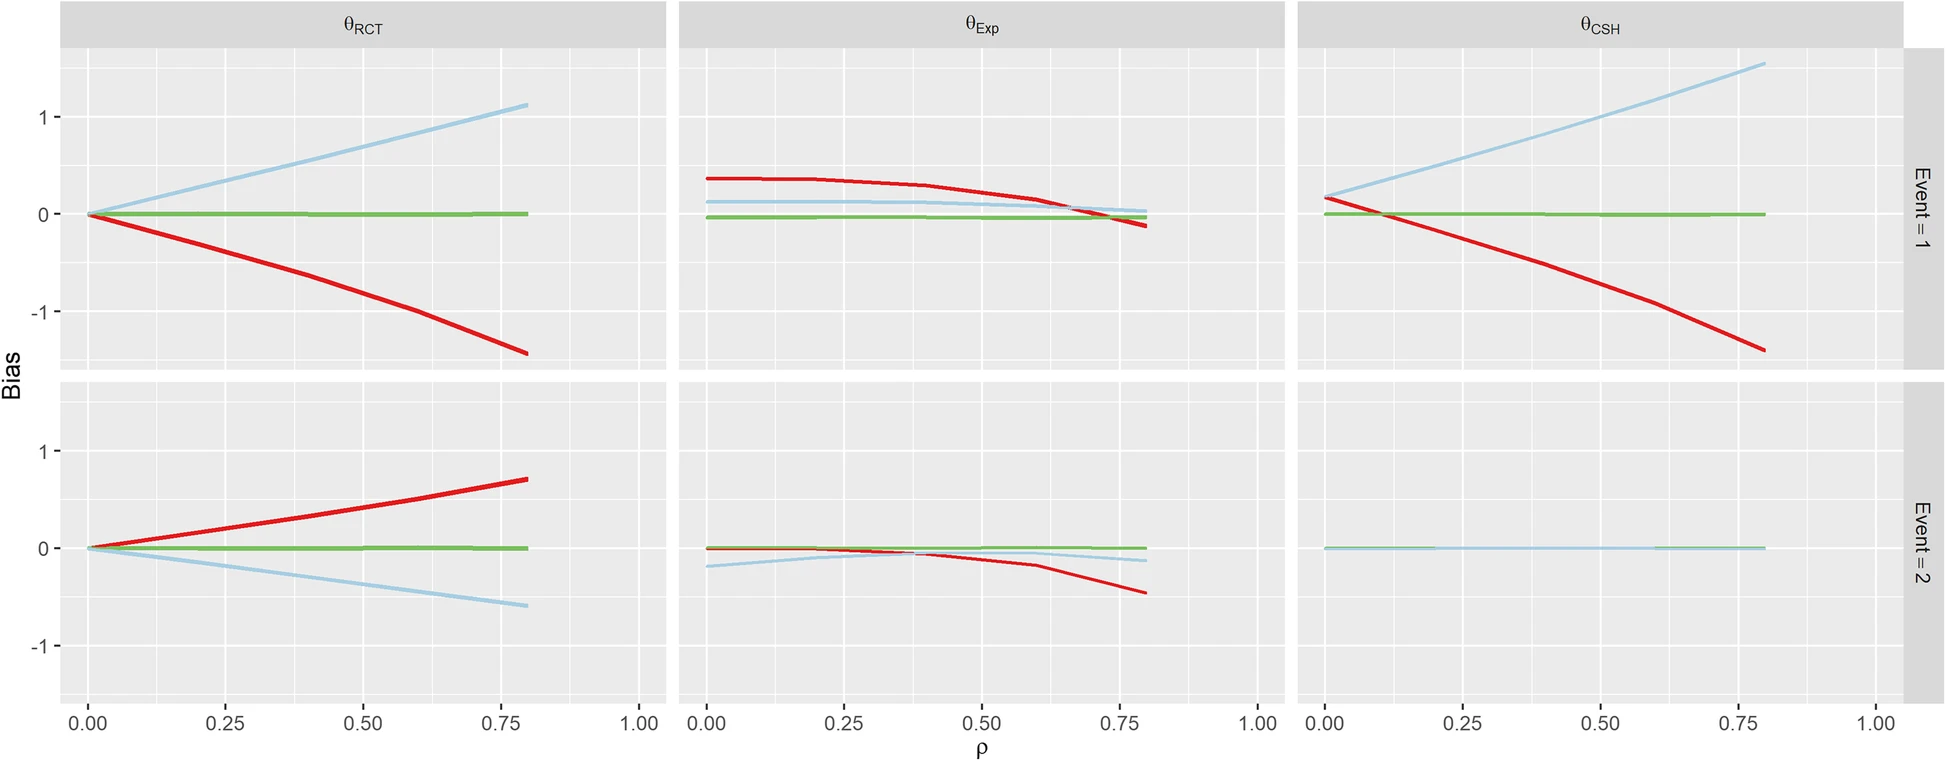 θRCT θExp θCSH
1
0
-1
Event = 1
Bias
1
0
-1
Event = 2
0.00 0.25 0.50 0.75 1.00 0.00 0.25 0.50 0.75 1.00 0.00 0.25 0.50 0.75 1.00
ρ